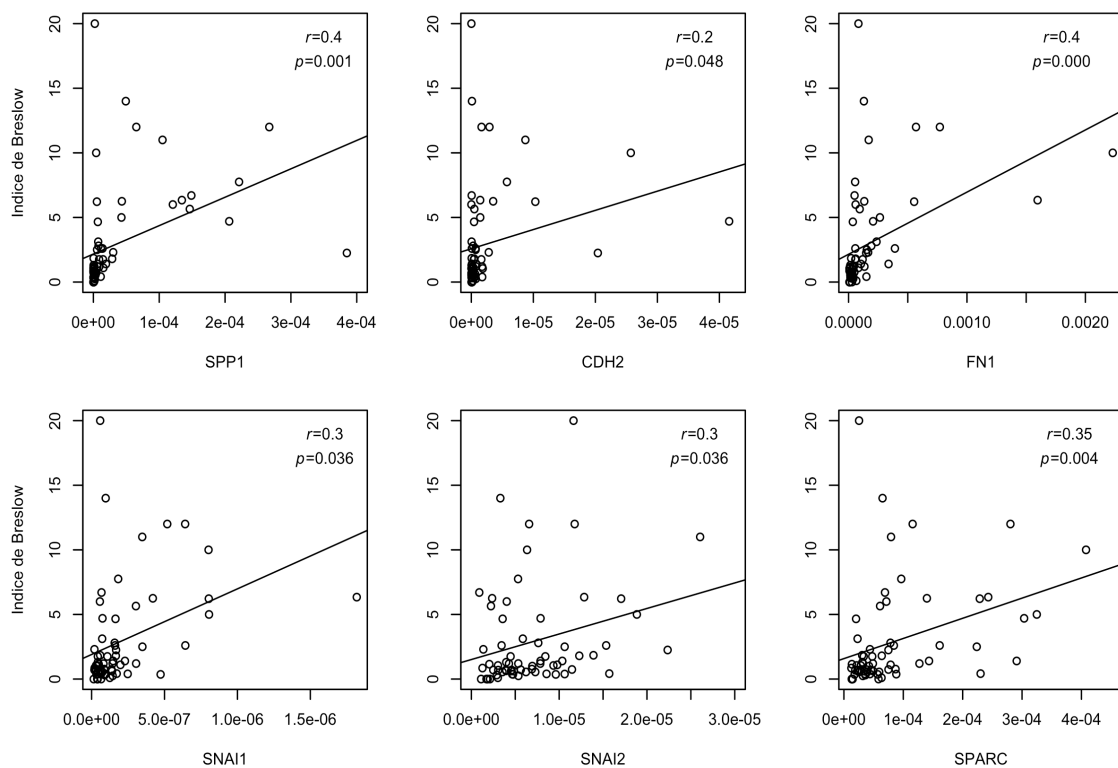 r=0.4
p=0.001
r=0.2
p=0.048
r=0.4
p=0.000
Indice de Breslow
20
15
10
5
0
20
15
10
5
0
20
15
10
5
0
0e+00 1e-04 2e-04 3e-04 4e-04
0e+00 1e-05 2e-05 3e-05 4e-05
0.0000 0.0010 0.0020
SPP1
CDH2
FN1
r=0.3
p=0.036
r=0.3
p=0.036
r=0.35
p=0.004
Indice de Breslow
20
15
10
5
0
20
15
10
5
0
20
15
10
5
0
0.0e+00 5.0e-07 1.0e-06 1.5e-06
0.0e+00 1.0e-05 2.0e-05 3.0e-05
0e+00 1e-04 2e-04 3e-04 4e-04
SNAI1
SNAI2
SPARC